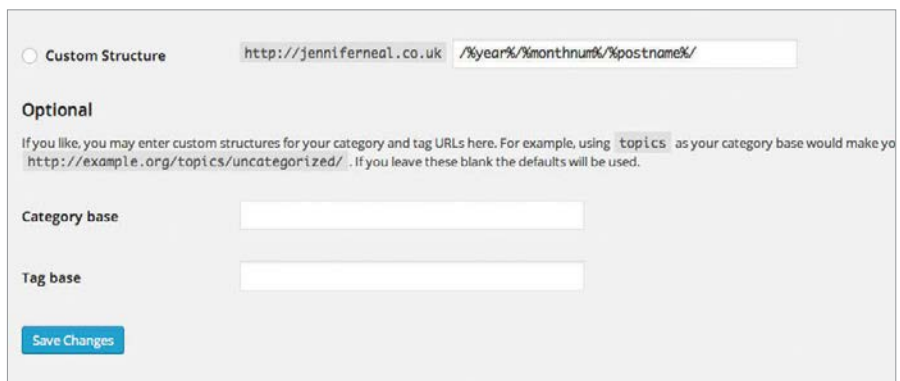 Custom Structure http://jenniferneal.co.uk /%year%/%monthnum%/%postname%/
Optional
If you like, you may enter custom structures for your category and tag URLs here. For example, using topics as your category base would make yo
http://example.org/topics/uncategorized/ . If you leave these blank the defaults will be used.
Category base
Tag base
Save Changes